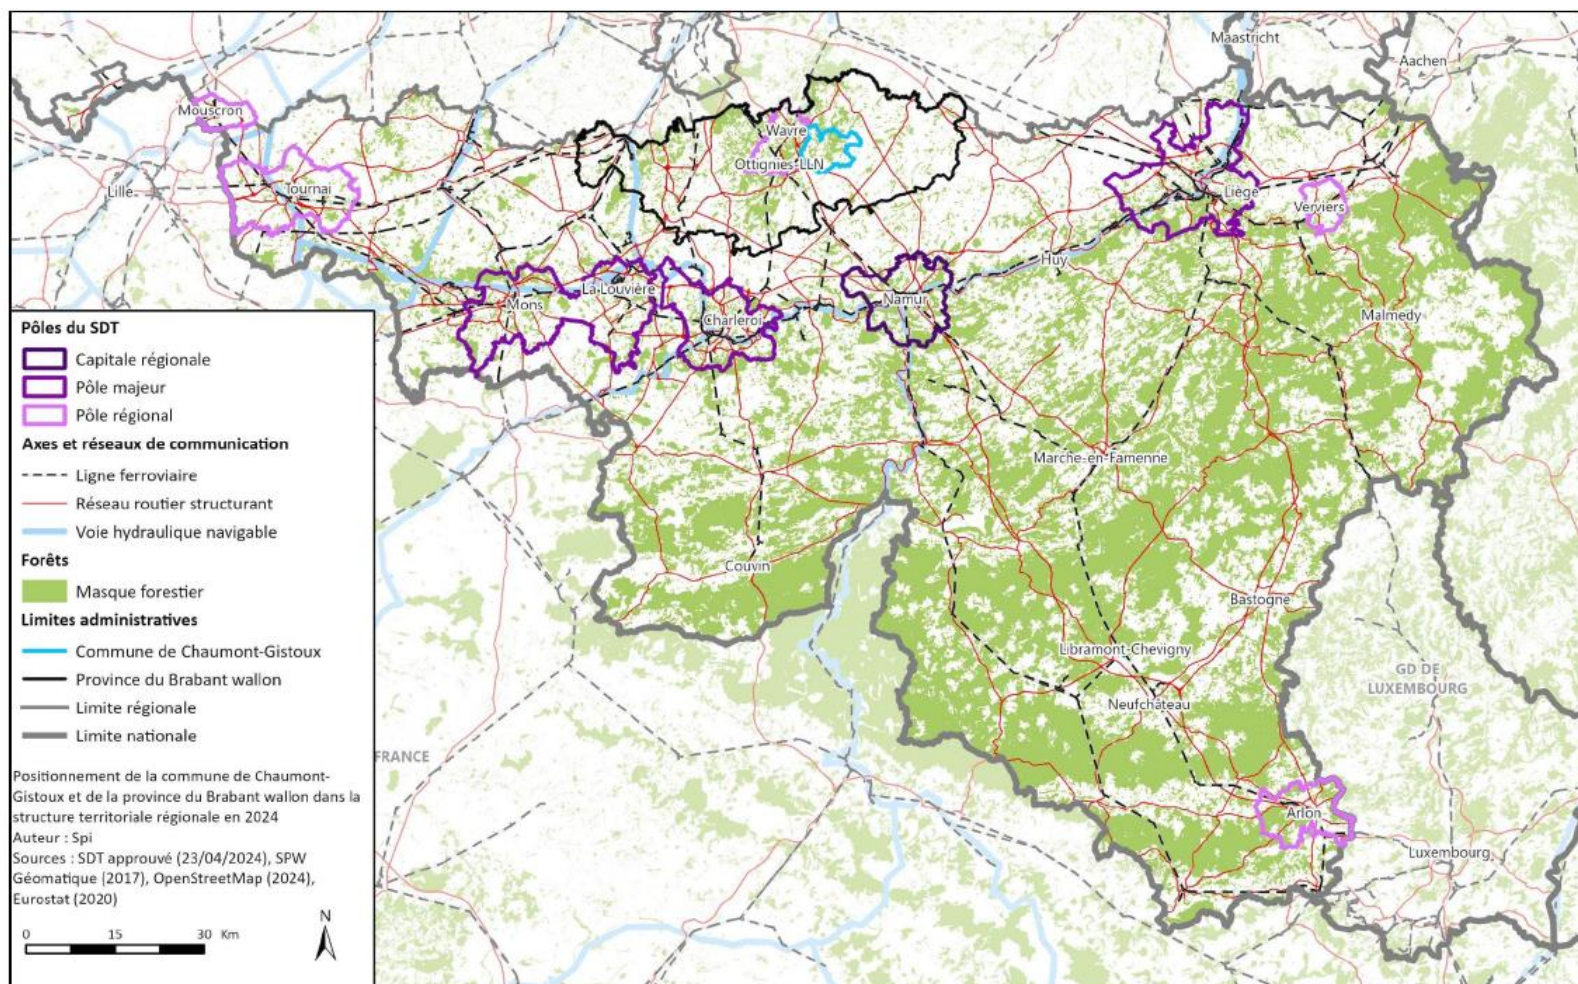 Maastricht
Aachen
Mouscron
Wavre
Ottignies-LLN
Lille
Tournai
Liège
Verviers
Huy
La Louvière
Mons
Namur
Charleroi
Malmedy
Marche-en-Famenne
Couvin
Bastogne
Libramont-Chevigny
GD DE
LUXEMBOURG
Neufchâteau
FRANCE
Arlon
Luxembourg
Pôles du SDT
Capitale régionale
Pôle majeur
Pôle régional
Axes et réseaux de communication
Ligne ferroviaire
Réseau routier structurant
Voie hydraulique navigable
Forêts
Masque forestier
Limites administratives
Commune de Chaumont-Gistoux
Province du Brabant wallon
Limite régionale
Limite nationale
Positionnement de la commune de Chaumont-
Gistoux et de la province du Brabant wallon dans la
structure territoriale régionale en 2024
Auteur : Spi
Sources : SDT approuvé (23/04/2024), SPW
Géomatique (2017), OpenStreetMap (2024),
Eurostat (2020)
N
0 15 30 Km